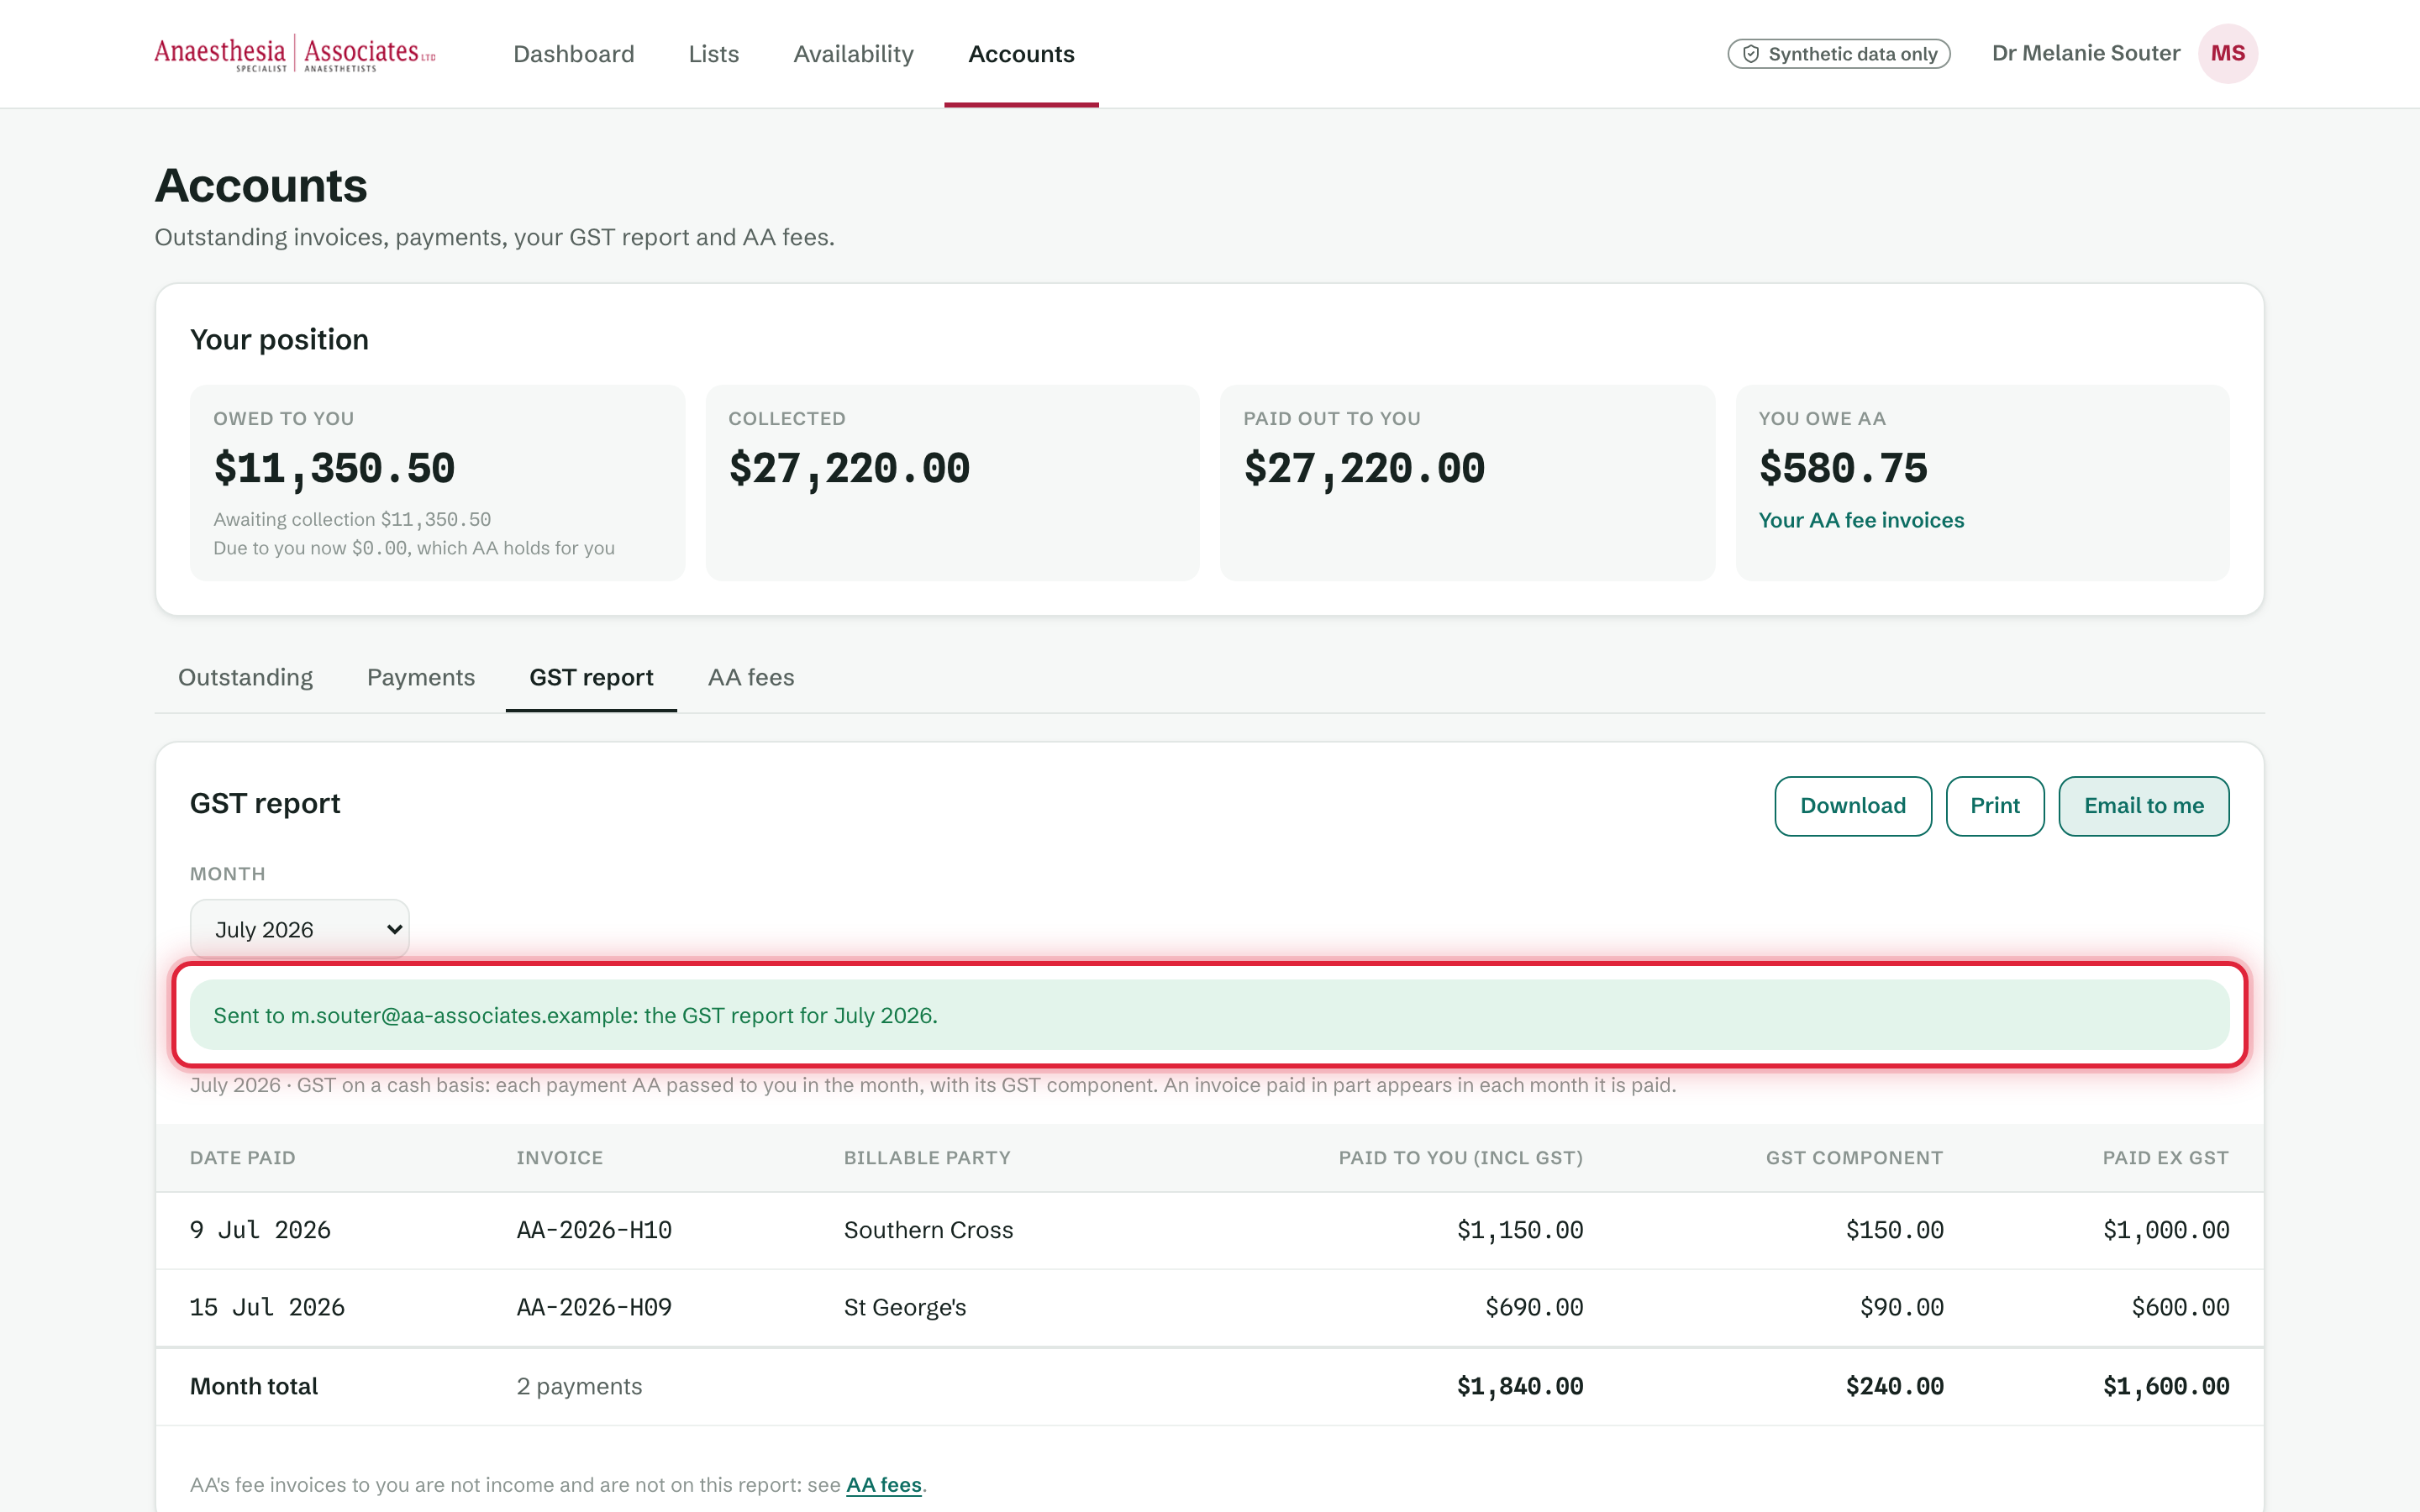 Anaesthesia | Associates LTD
SPECIALIST ANAESTHETISTS
Dashboard
Lists
Availability
Accounts
Synthetic data only
Dr Melanie Souter
MS
Accounts
Outstanding invoices, payments, your GST report and AA fees.
Your position
OWED TO YOU
$11,350.50
Awaiting collection $11,350.50
Due to you now $0.00, which AA holds for you
COLLECTED
$27,220.00
PAID OUT TO YOU
$27,220.00
YOU OWE AA
$580.75
Your AA fee invoices
Outstanding
Payments
GST report
AA fees
GST report
Download
Print
Email to me
MONTH
July 2026
Sent to m.souter@aa-associates.example: the GST report for July 2026.
July 2026 · GST on a cash basis: each payment AA passed to you in the month, with its GST component. An invoice paid in part appears in each month it is paid.
DATE PAID INVOICE BILLABLE PARTY PAID TO YOU (INCL GST) GST COMPONENT PAID EX GST
9 Jul 2026 AA-2026-H10 Southern Cross $1,150.00 $150.00 $1,000.00
15 Jul 2026 AA-2026-H09 St George's $690.00 $90.00 $600.00
Month total 2 payments $1,840.00 $240.00 $1,600.00
AA's fee invoices to you are not income and are not on this report: see AA fees.